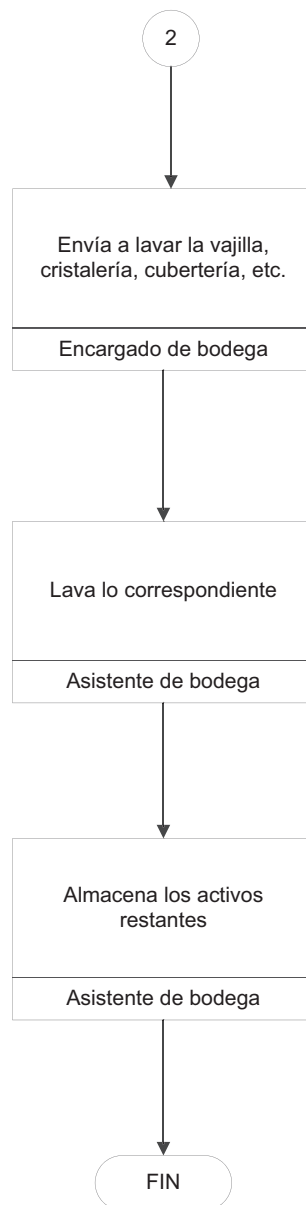 2
Envía a lavar la vajilla,
cristalería, cubertería, etc.
Encargado de bodega
Lava lo correspondiente
Asistente de bodega
Almacena los activos
restantes
Asistente de bodega
FIN